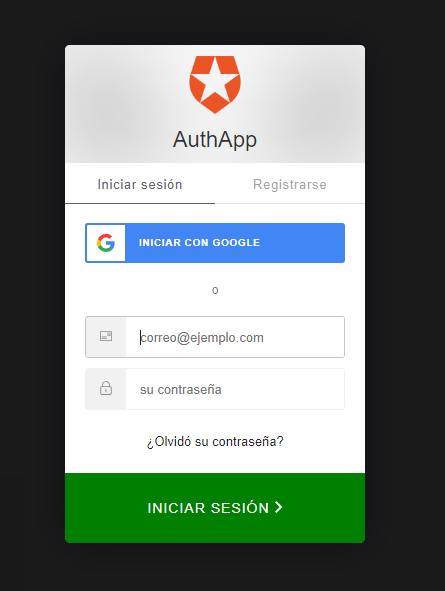 AuthApp
Iniciar sesión
Registrarse
INICIAR CON GOOGLE
o
correo@ejemplo.com
su contraseña
¿Olvidó su contraseña?
INICIAR SESIÓN